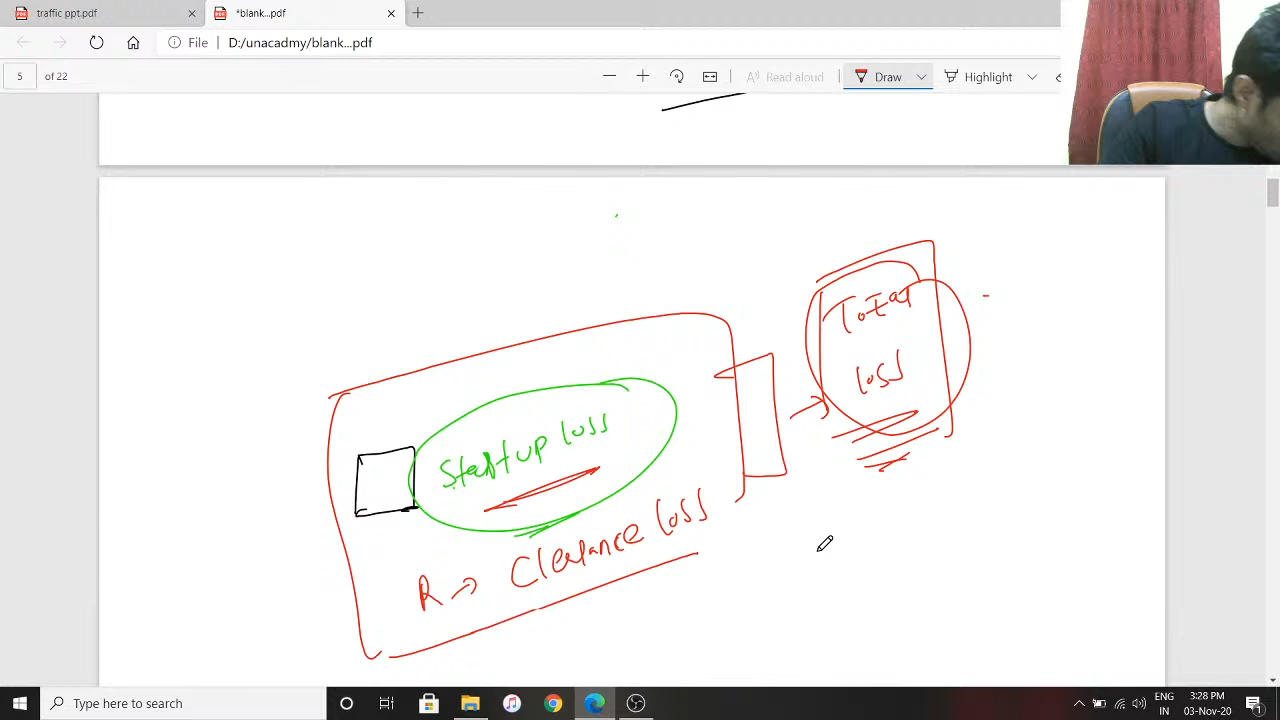 traffic ppt.pdf
*blank...pdf
File
D:/unacadmy/blank...pdf
5
of 22
Read aloud
Draw
Highlight
Total
loss
Startup loss
R → Clearance loss
Type here to search
ENG
IN
3:28 PM
03-Nov-20
1